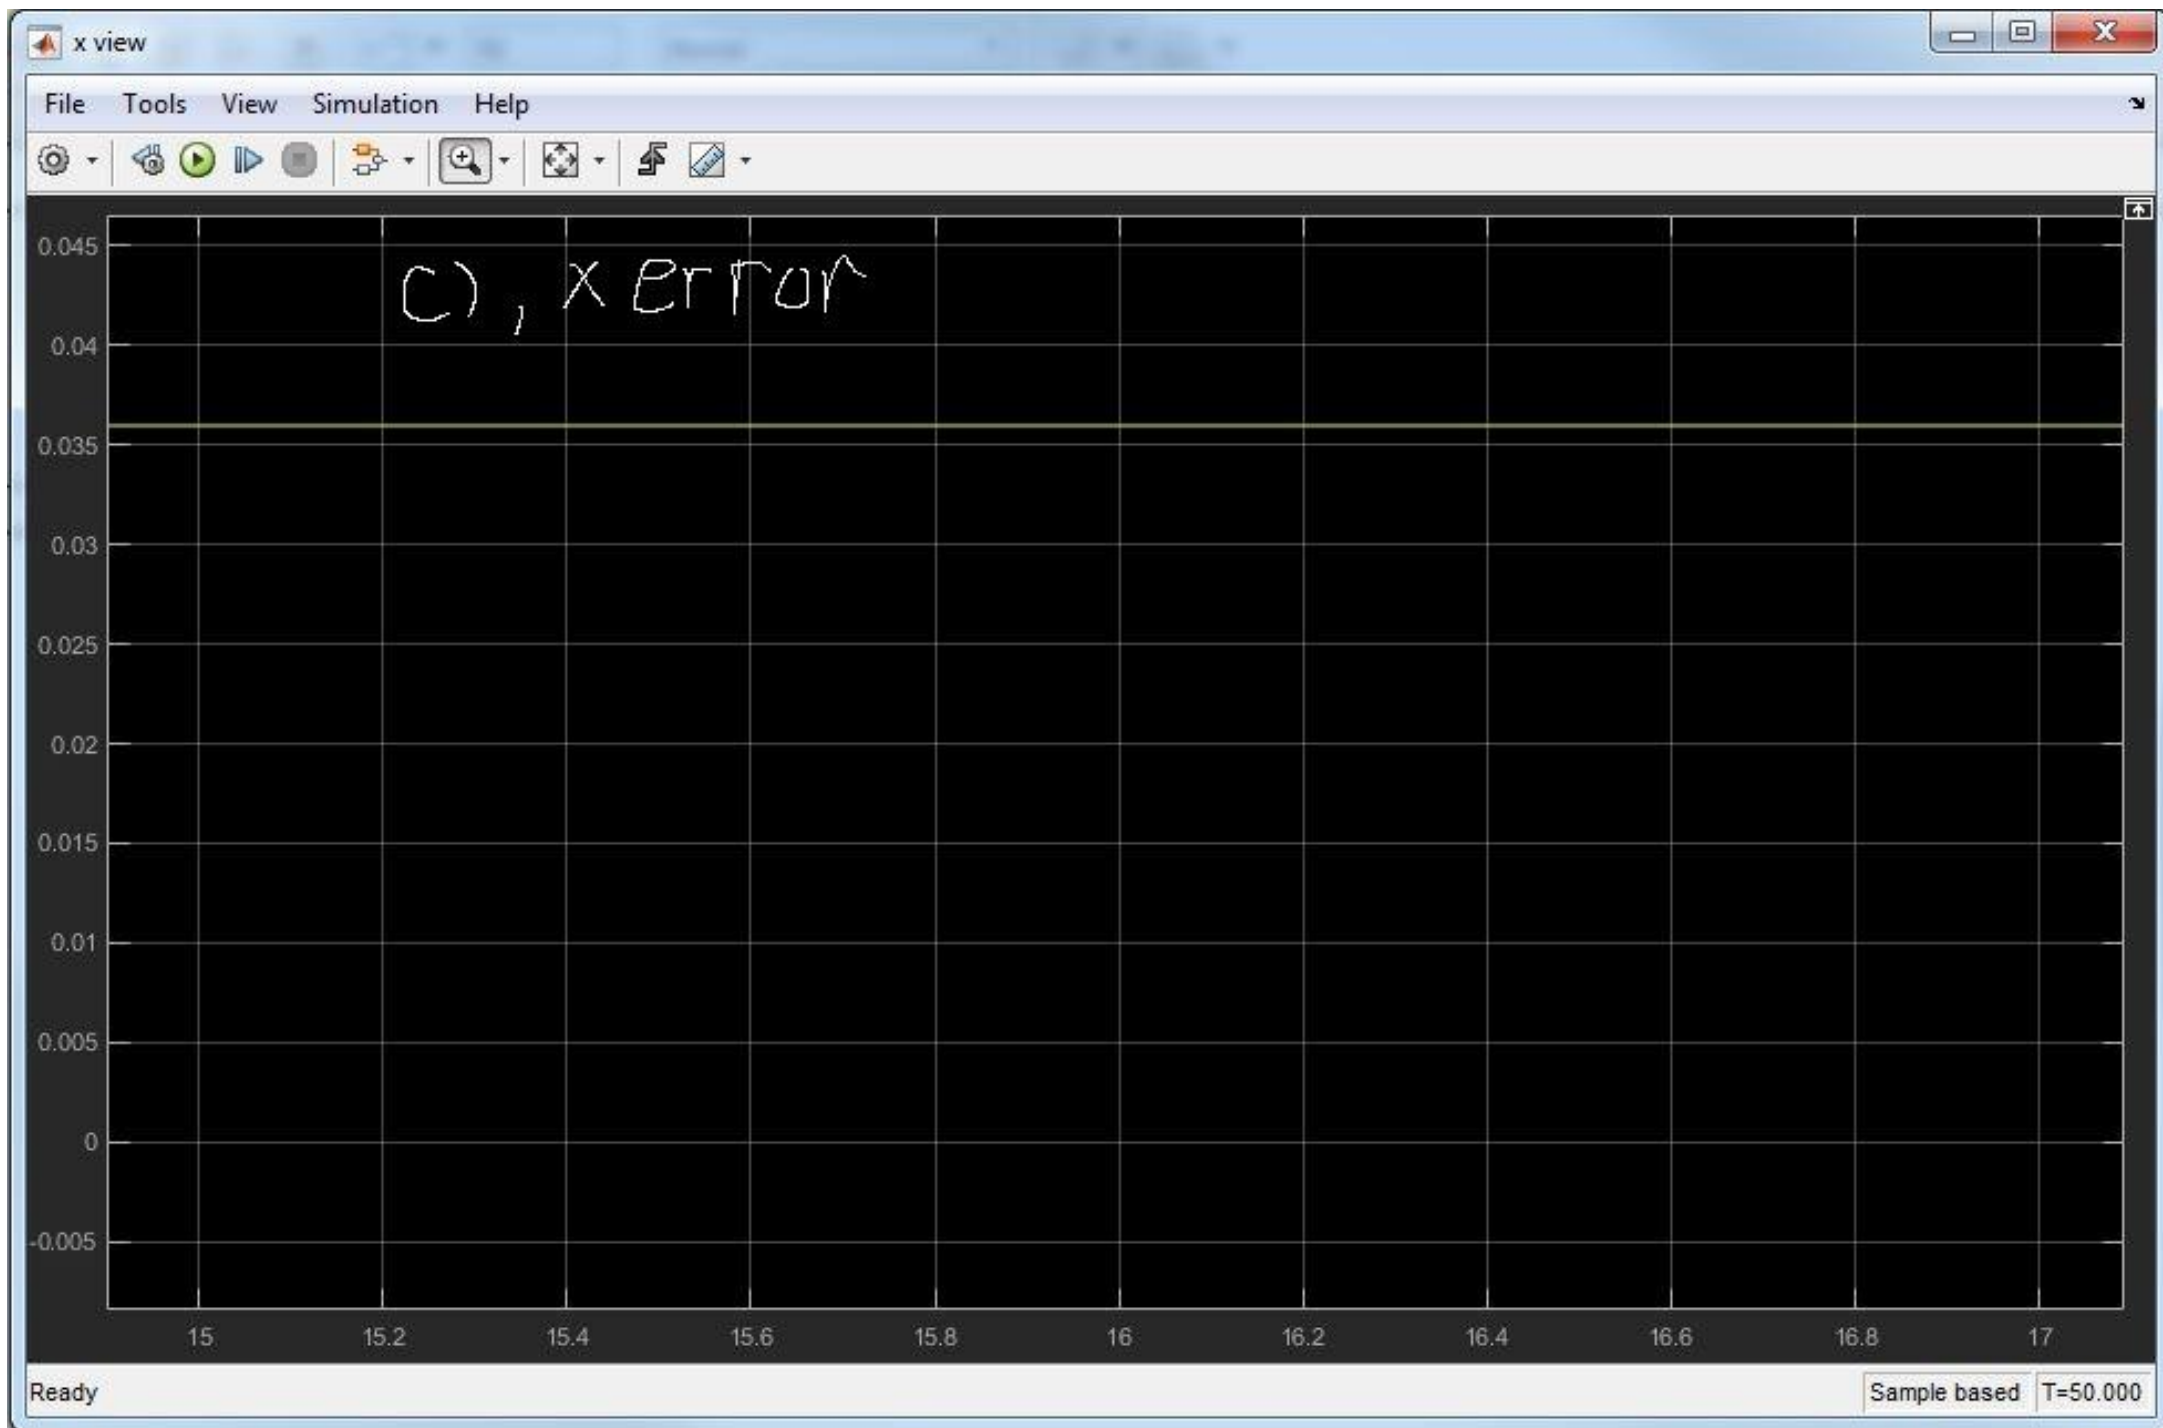 x view
File Tools View Simulation Help
c), x error
0.045
0.04
0.035
0.03
0.025
0.02
0.015
0.01
0.005
0
-0.005
15 15.2 15.4 15.6 15.8 16 16.2 16.4 16.6 16.8 17
Ready Sample based T=50.000